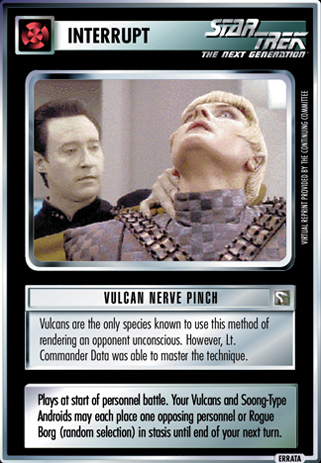 INTERRUPT
STAR TREK
THE NEXT GENERATION
VIRTUAL REPRINT PROVIDED BY THE CONTINUING COMMITTEE
VULCAN NERVE PINCH
Vulcans are the only species known to use this method of
rendering an opponent unconscious. However, Lt.
Commander Data was able to master the technique.
Plays at start of personnel battle. Your Vulcans and Soong-Type
Androids may each place one opposing personnel or Rogue
Borg (random selection) in stasis until end of your next turn.
ERRATA